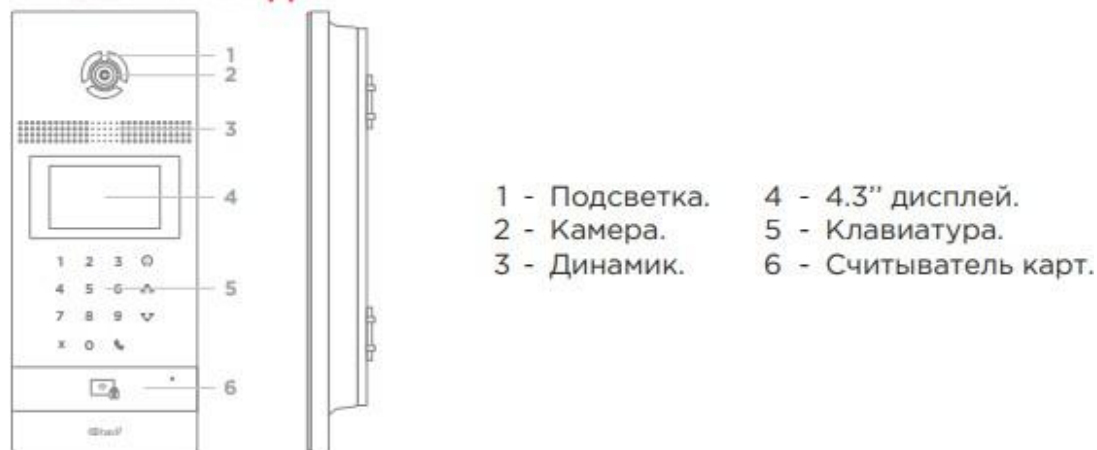 1
2
3
4
1 2 3
4 5 6
5
7 8 9
x 0
6
1 - Подсветка.
2 - Камера.
3 - Динамик.
4 - 4.3'' дисплей.
5 - Клавиатура.
6 - Считыватель карт.